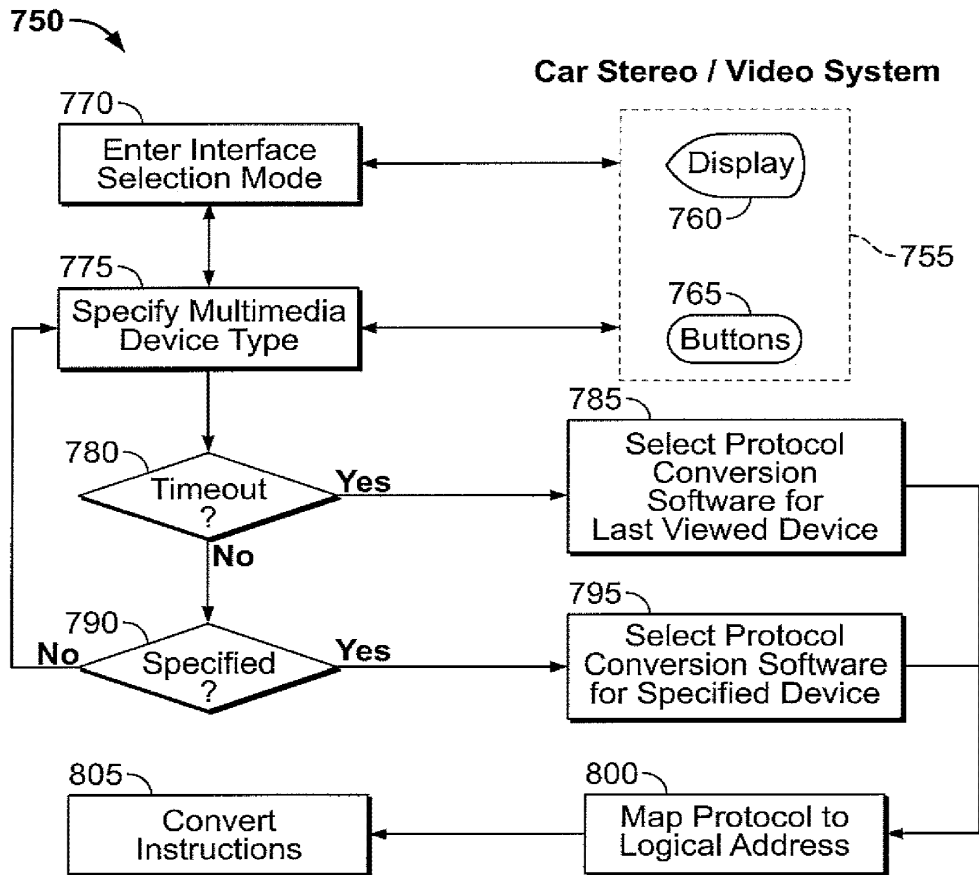 750
Car Stereo / Video System
770
Enter Interface
Selection Mode
Display
760
755
775
Specify Multimedia
Device Type
765
Buttons
785
Select Protocol
Conversion
Software for
Last Viewed Device
780
Timeout
?
Yes
No
790
Specified
?
No
Yes
795
Select Protocol
Conversion Software
for Specified Device
805
Convert
Instructions
800
Map Protocol to
Logical Address